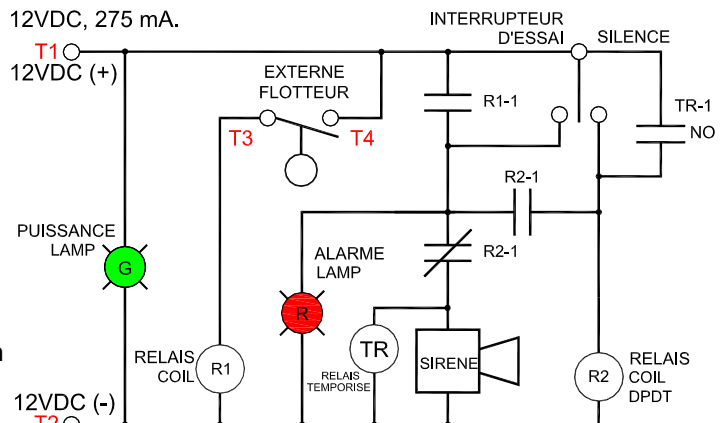 12VDC, 275 mA.
T1
12VDC (+)
INTERRUPTEUR
D'ESSAI
SILENCE
EXTERNE
FLOTTEUR
R1-1
TR-1
NO
T3
T4
R2-1
PUISSANCE
LAMP
G
ALARME
LAMP
R2-1
R
TR
SIRENE
RELAIS
COIL
R1
RELAIS
TEMPORISE
R2
RELAIS
COIL
DPDT
12VDC (-)
T2